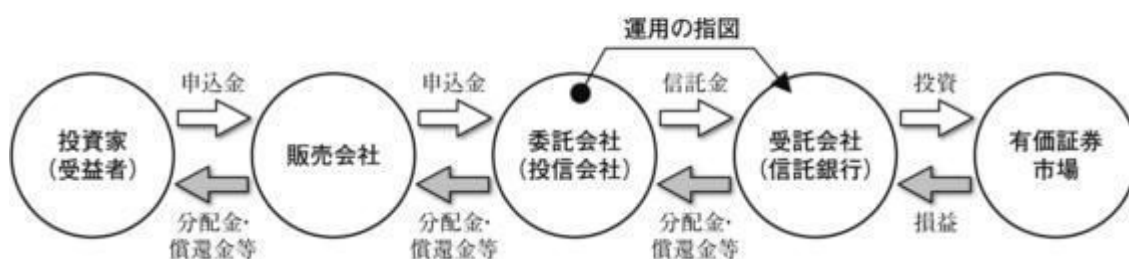 運用の指図
申込金
申込金
信託金
投資
投資家
（受益者）
販売会社
委託会社
（投信会社）
受託会社
（信託銀行）
有価証券
市場
分配金・
償還金等
分配金・
償還金等
分配金・
償還金等
損益